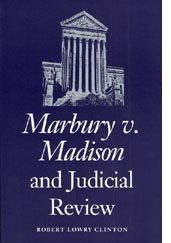 Marbury v.
Madison
and Judicial
Review
ROBERT LOWRY CLINTON